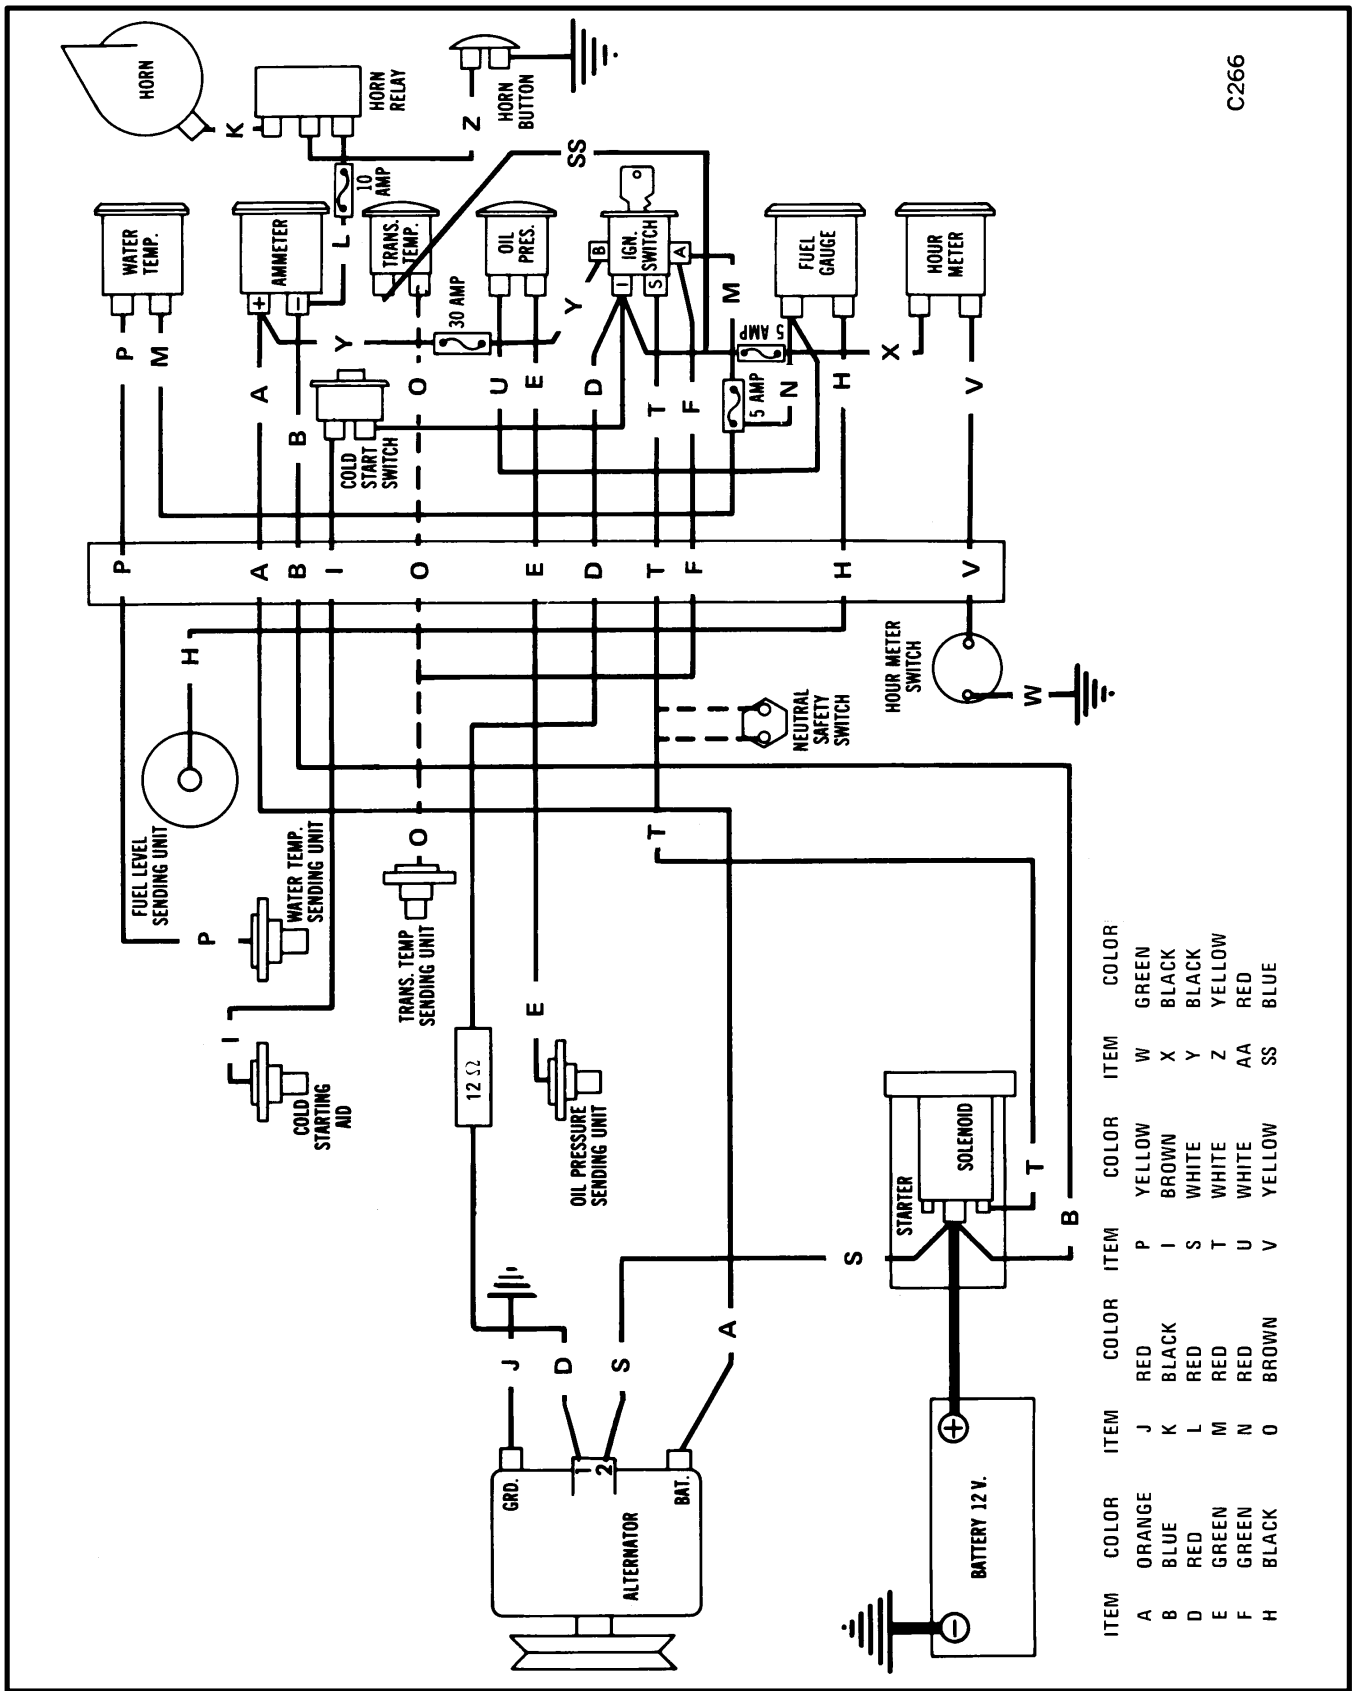 HORN
K
HORN
RELAY
Z
HORN
BUTTON
C266
WATER
TEMP.
P
M
AMMETER
+
−
L
10
AMP
TRANS.
TEMP.
OIL
PRES.
SS
B
IGN.
SWITCH
A
I
S
FUEL
GAUGE
HOUR
METER
Y
30 AMP
Y
M
5 AMP
5 AMP
N
X
A
B
COLD
START
SWITCH
O
U
E
D
T
F
H
V
P
A
B
I
O
E
D
T
F
H
V
H
FUEL LEVEL
SENDING UNIT
P
WATER TEMP.
SENDING UNIT
I
COLD
STARTING
AID
O
TRANS. TEMP
SENDING UNIT
12 Ω
E
OIL PRESSURE
SENDING UNIT
T
NEUTRAL
SAFETY
SWITCH
HOUR METER
SWITCH
W
J
D
S
A
S
T
B
GRD.
1
2
BAT.
ALTERNATOR
STARTER
SOLENOID
+
−
BATTERY 12 V.
ITEM COLOR ITEM COLOR ITEM COLOR ITEM COLOR
A ORANGE J RED P YELLOW W GREEN
B BLUE K BLACK I BROWN X BLACK
D RED L RED S WHITE Y BLACK
E GREEN M RED T WHITE Z YELLOW
F GREEN N RED U WHITE AA RED
H BLACK O BROWN V YELLOW SS BLUE